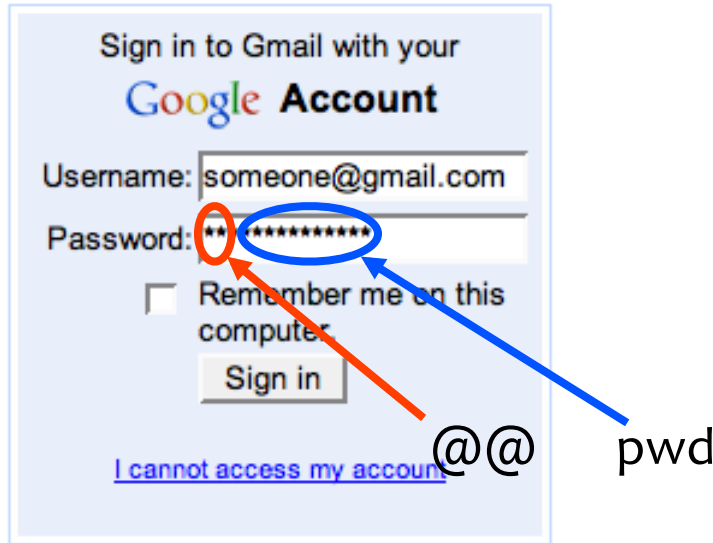 Sign in to Gmail with your
Google Account
Username: someone@gmail.com
Password: **************
Remember me on this
computer.
Sign in
@@ pwd
I cannot access my account